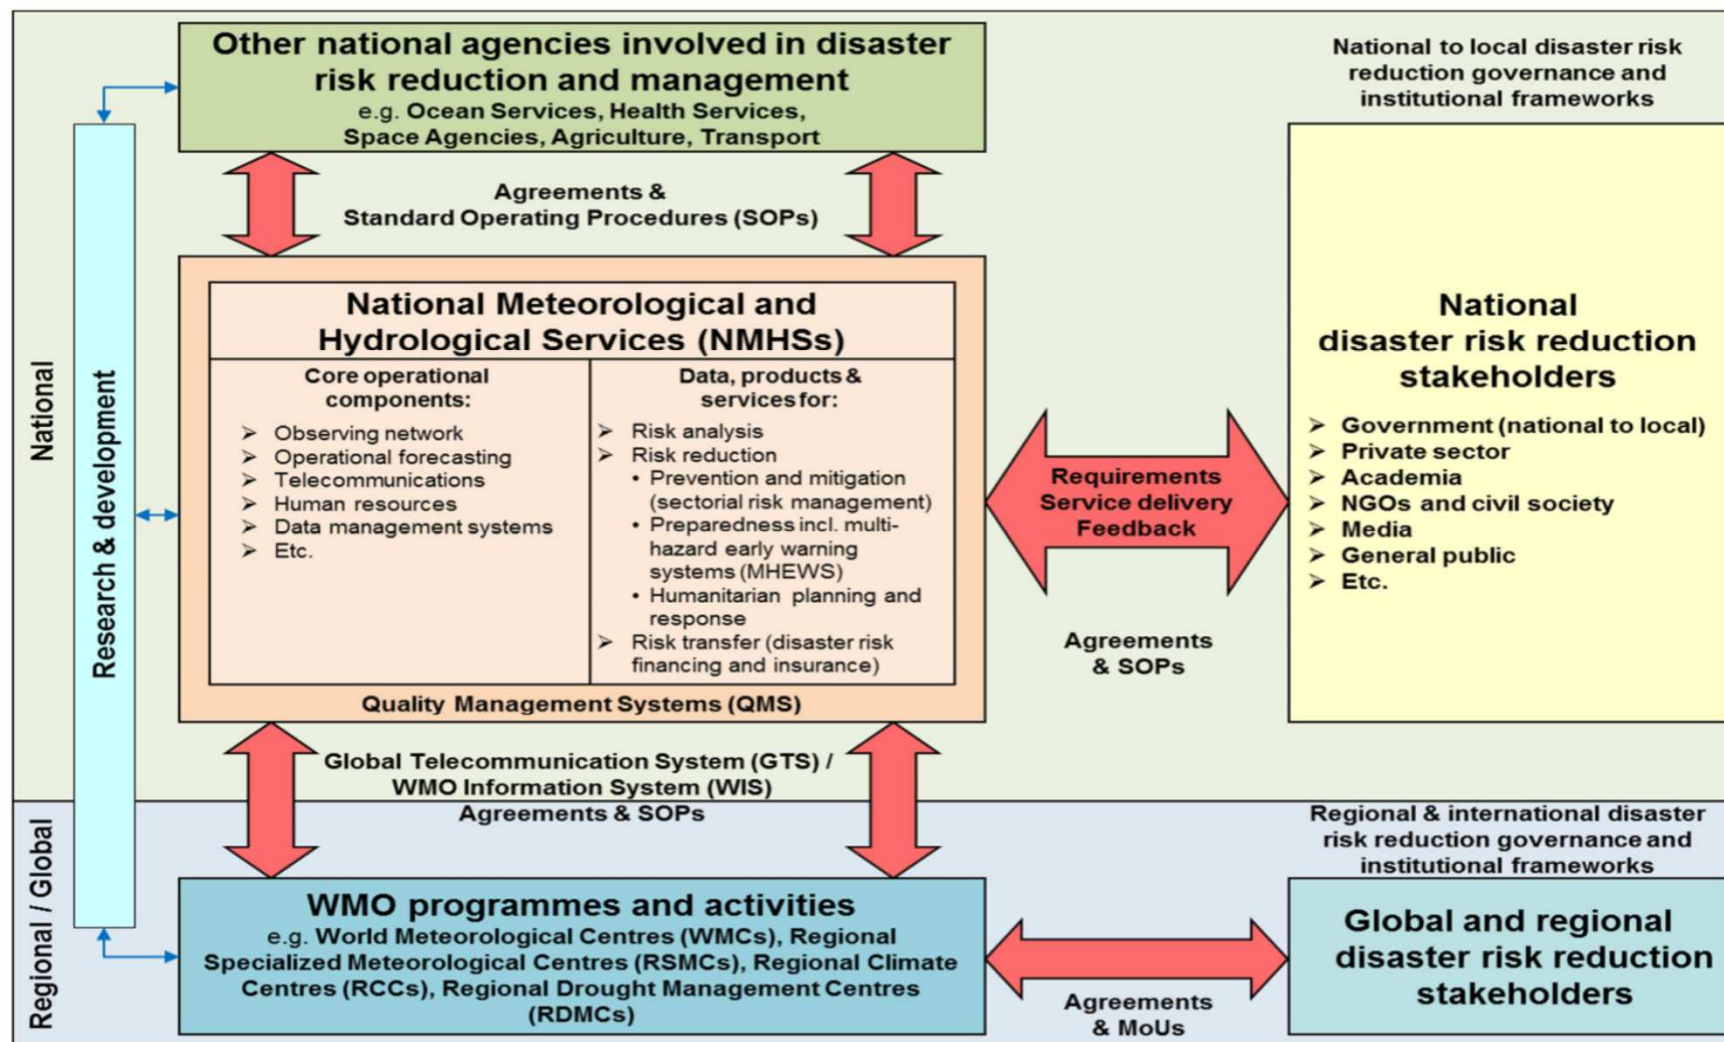 Other national agencies involved in disaster
risk reduction and management
e.g. Ocean Services, Health Services,
Space Agencies, Agriculture, Transport
National to local disaster risk
reduction governance and
institutional frameworks
Agreements &
Standard Operating Procedures (SOPs)
National
Research & development
National Meteorological and
Hydrological Services (NMHSs)
Core operational
components:
➢ Observing network
➢ Operational forecasting
➢ Telecommunications
➢ Human resources
➢ Data management systems
➢ Etc.
Data, products &
services for:
➢ Risk analysis
➢ Risk reduction
• Prevention and mitigation
(sectorial risk management)
• Preparedness incl. multi-
hazard early warning
systems (MHEWS)
• Humanitarian planning and
response
➢ Risk transfer (disaster risk
financing and insurance)
Quality Management Systems (QMS)
Requirements
Service delivery
Feedback
Agreements
& SOPs
National
disaster risk reduction
stakeholders
➢ Government (national to local)
➢ Private sector
➢ Academia
➢ NGOs and civil society
➢ Media
➢ General public
➢ Etc.
Global Telecommunication System (GTS) /
WMO Information System (WIS)
Agreements & SOPs
Regional / Global
Regional & international disaster
risk reduction governance and
institutional frameworks
WMO programmes and activities
e.g. World Meteorological Centres (WMCs), Regional
Specialized Meteorological Centres (RSMCs), Regional Climate
Centres (RCCs), Regional Drought Management Centres
(RDMCs)
Agreements
& MoUs
Global and regional
disaster risk reduction
stakeholders